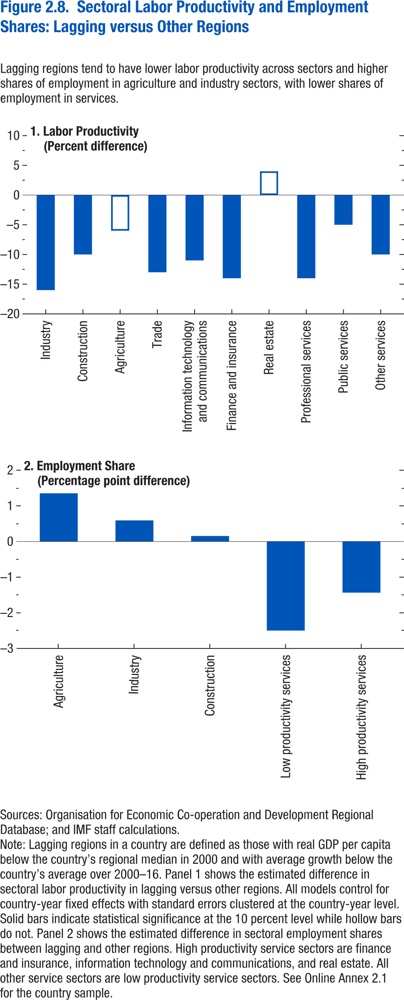 Figure 2.8.  Sectoral Labor Productivity and Employment
Shares: Lagging versus Other Regions
Lagging regions tend to have lower labor productivity across sectors and higher
shares of employment in agriculture and industry sectors, with lower shares of
employment in services.
1. Labor Productivity
(Percent difference)
10
5
0
–5
–10
–15
–20
Industry
Construction
Agriculture
Trade
Information technology
and communications
Finance and insurance
Real estate
Professional services
Public services
Other services
2. Employment Share
(Percentage point difference)
2
1
0
–1
–2
–3
Agriculture
Industry
Construction
Low productivity services
High productivity services
Sources: Organisation for Economic Co-operation and Development Regional
Database; and IMF staff calculations.
Note: Lagging regions in a country are defined as those with real GDP per capita
below the country’s regional median in 2000 and with average growth below the
country’s average over 2000–16. Panel 1 shows the estimated difference in
sectoral labor productivity in lagging versus other regions. All models control for
country-year fixed effects with standard errors clustered at the country-year level.
Solid bars indicate statistical significance at the 10 percent level while hollow bars
do not. Panel 2 shows the estimated difference in sectoral employment shares
between lagging and other regions. High productivity service sectors are finance
and insurance, information technology and communications, and real estate. All
other service sectors are low productivity service sectors. See Online Annex 2.1
for the country sample.